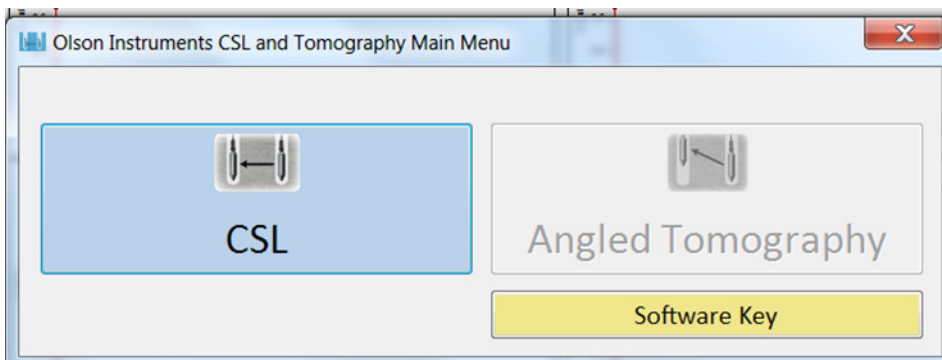 Olson Instruments CSL and Tomography Main Menu
CSL
Angled Tomography
Software Key